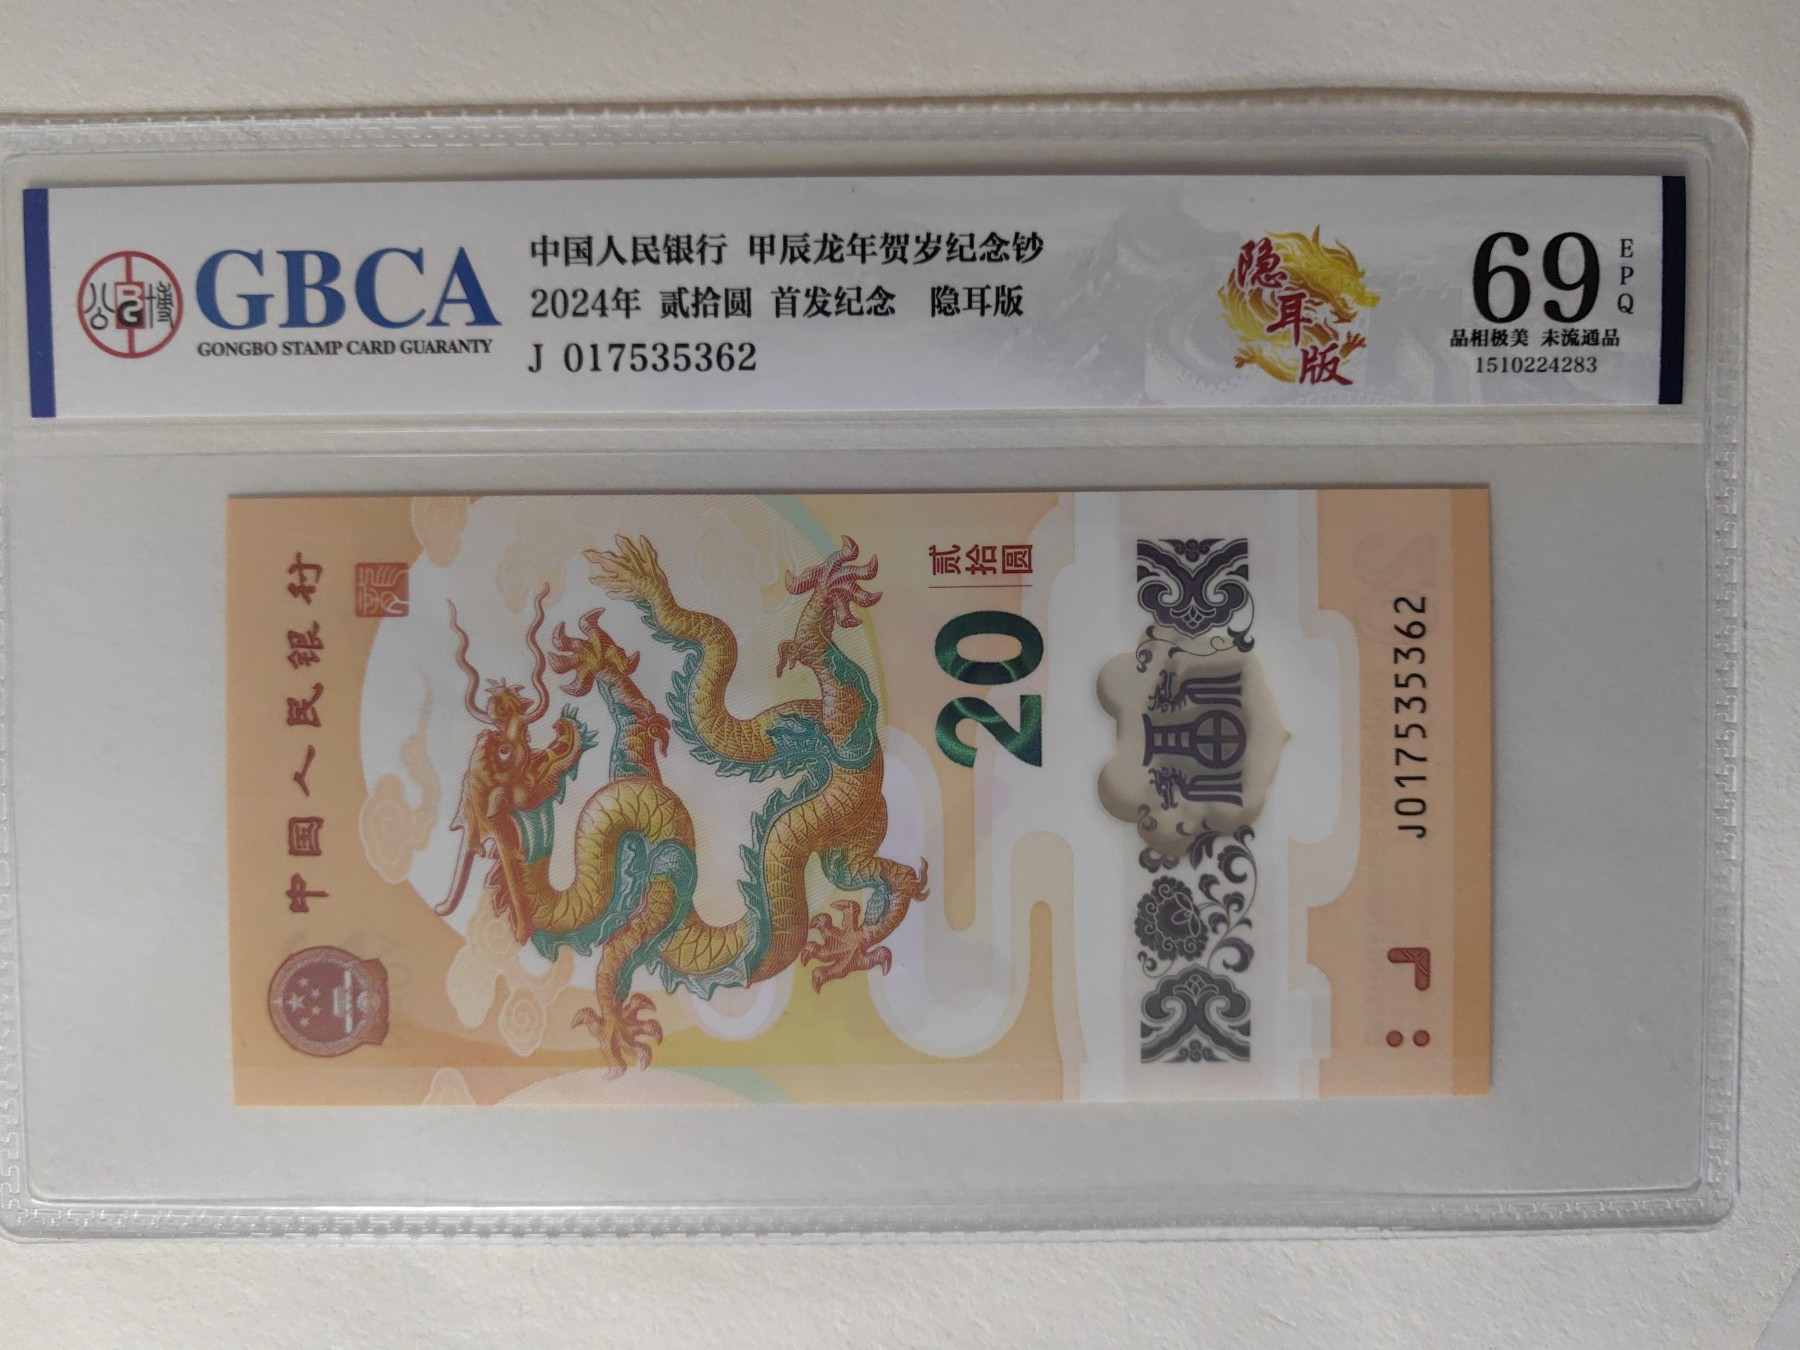 公博
GBCA
GONGBO STAMP CARD GUARANTY
中国人民银行 甲辰龙年贺岁纪念钞
2024年 贰拾圆 首发纪念 隐耳版
J 017535362
隐耳版
69
EPQ
品相极美 未流通品
1510224283
中国人民银行
20
贰拾圆
J017535362